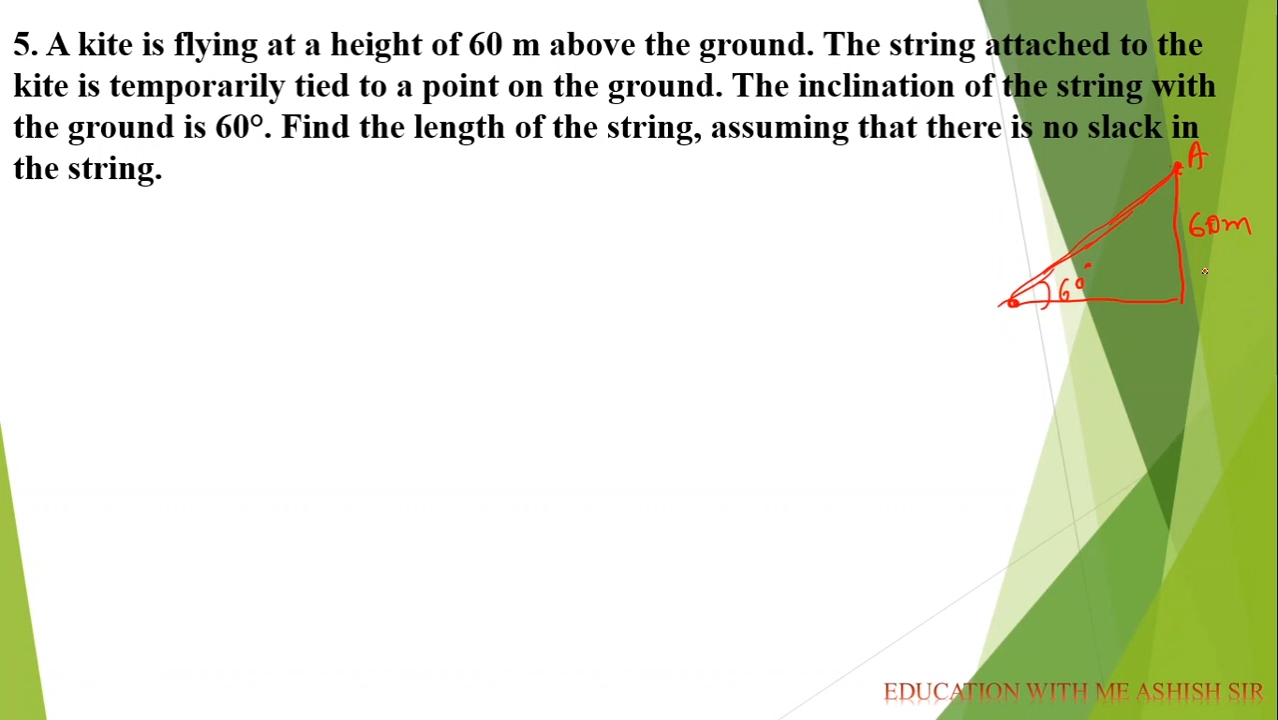 5. A kite is flying at a height of 60 m above the ground. The string attached to the
kite is temporarily tied to a point on the ground. The inclination of the string with
the ground is 60°. Find the length of the string, assuming that there is no slack in
the string.
A
60m
60°
EDUCATION WITH ME ASHISH SIR